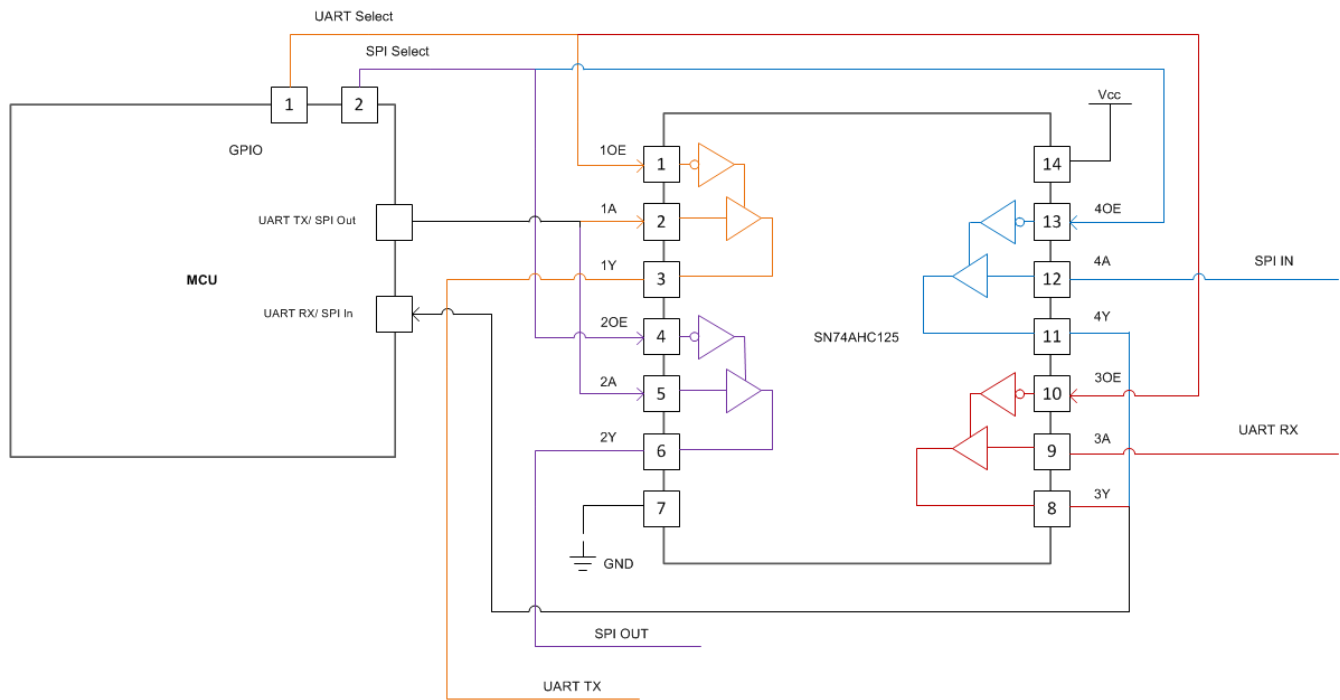 UART Select
SPI Select
1
2
GPIO
UART TX/ SPI Out
MCU
UART RX/ SPI In
1OE
1
1A
2
1Y
3
2OE
4
2A
5
2Y
6
7
GND
SN74AHC125
Vcc
14
13
4OE
12
4A
SPI IN
11
4Y
10
3OE
9
3A
UART RX
8
3Y
SPI OUT
UART TX